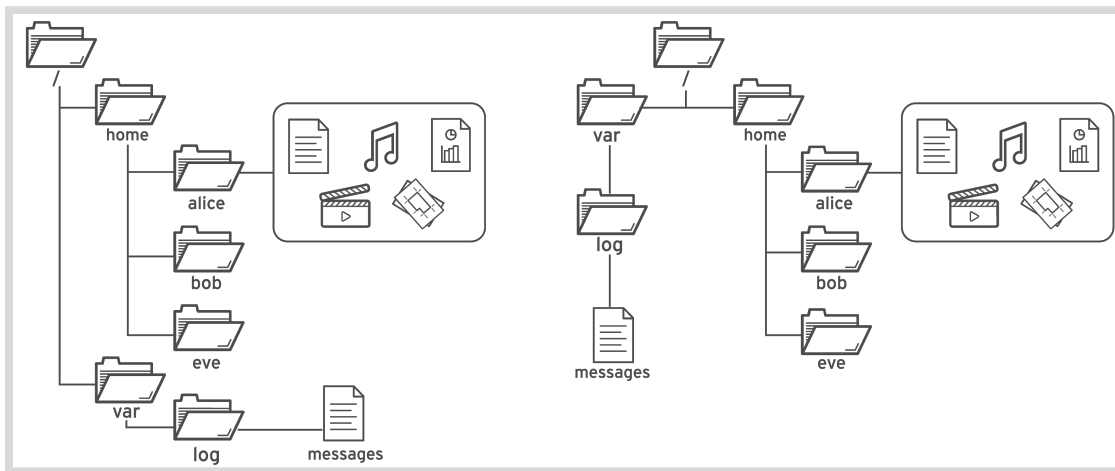 /
home
alice
bob
eve
var
log
messages
/
var
home
alice
log
bob
eve
messages